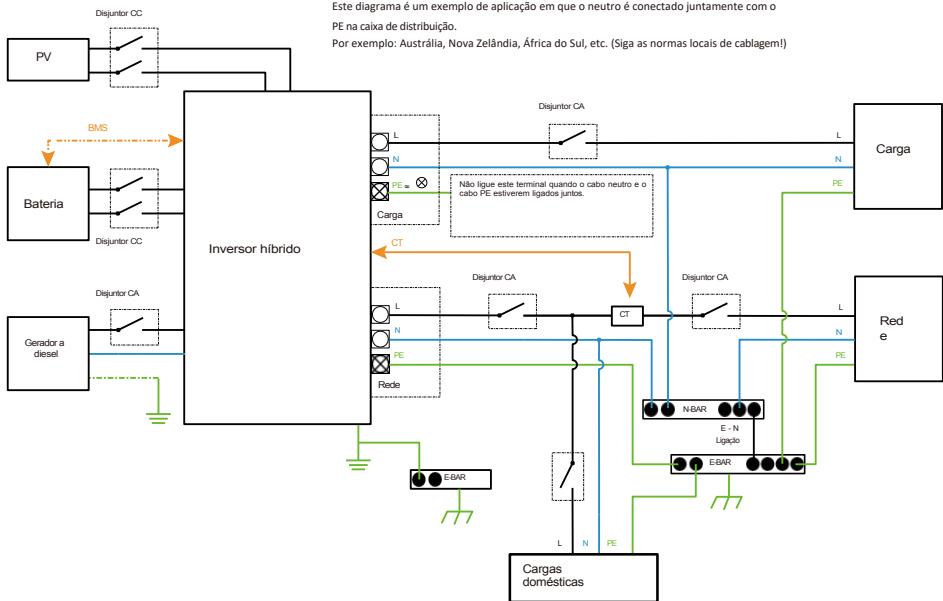 Este diagrama é um exemplo de aplicação em que o neutro é conectado juntamente com o
PE na caixa de distribuição.
Por exemplo: Austrália, Nova Zelândia, África do Sul, etc. (Siga as normas locais de cablagem!)
Disjuntor CC
PV
BMS
Bateria
Disjuntor CC
Disjuntor CC
Inversor híbrido
Disjuntor CA
Gerador a
diesel
L
N
PE =
Carga
Disjuntor CA
Não ligue este terminal quando o cabo neutro e o
cabo PE estiverem ligados juntos.
L
N
PE
Carga
CT
L
N
PE
Rede
Disjuntor CA
CT
Disjuntor CA
L
N
PE
Red
e
N-BAR
E - N
Ligação
E-BAR
E-BAR
L N PE
Cargas
domésticas